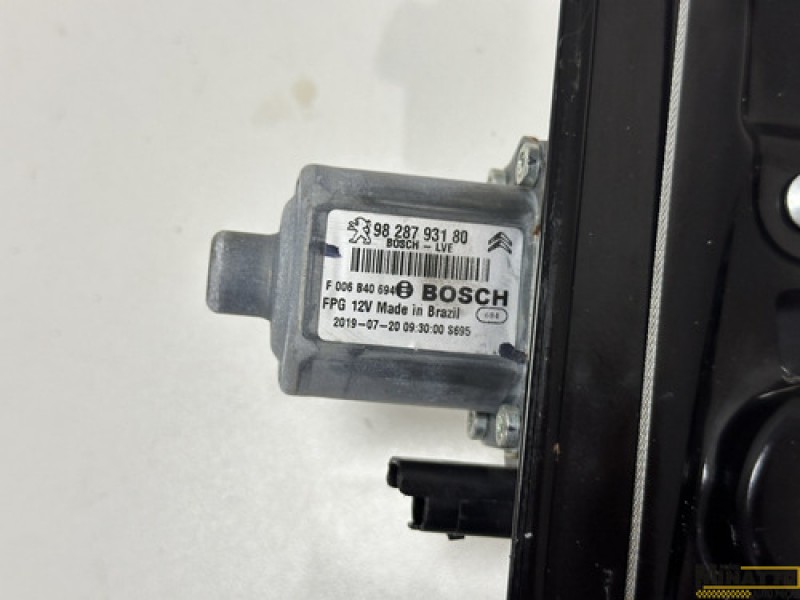 98 287 931 80
BOSCH - LVE
F 006 B40 694 BOSCH
FPG 12V Made in Brazil
2019-07-20 09:30:00 S695